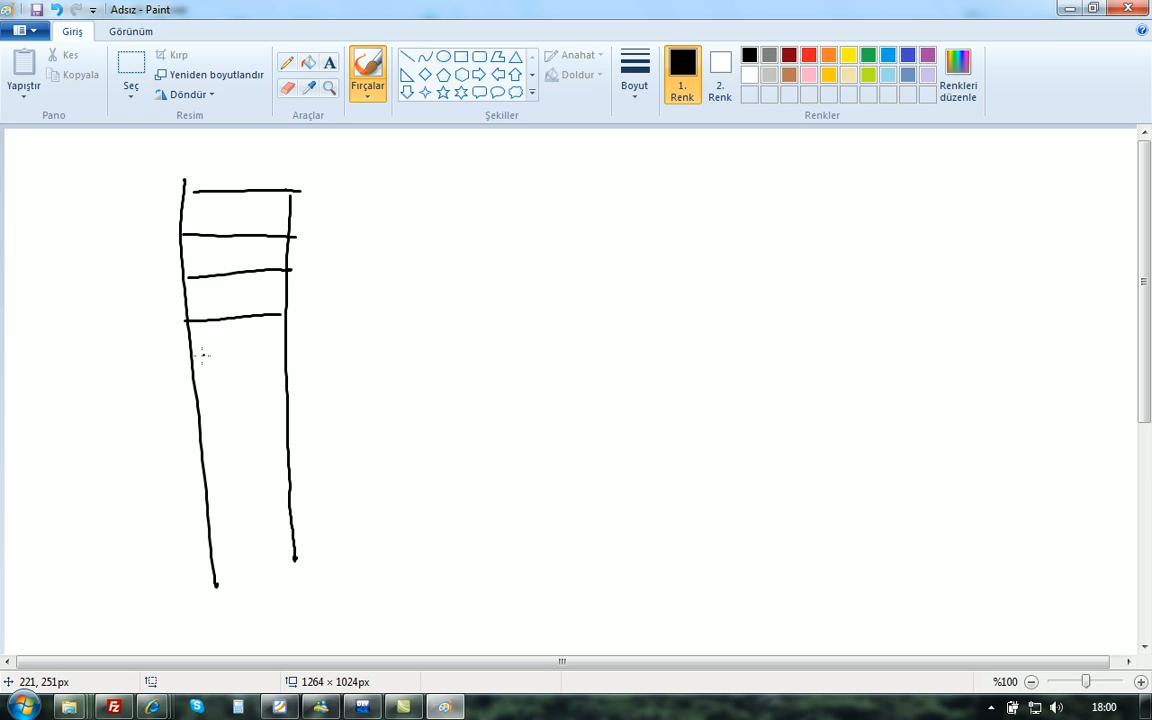 Adsız - Paint
Giriş Görünüm
Yapıştır
Kes
Kopyala
Pano
Seç
Kırp
Yeniden boyutlandır
Döndür
Resim
A
Araçlar
Fırçalar
Anahat
Doldur
Şekiller
Boyut
1.
Renk
2.
Renk
Renkleri
düzenle
Renkler
221, 251px
1264 × 1024px
%100
18:00